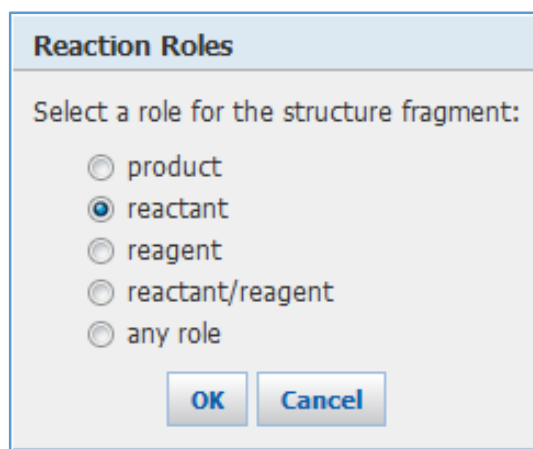 Reaction Roles
Select a role for the structure fragment:
product
reactant
reagent
reactant/reagent
any role
OK Cancel